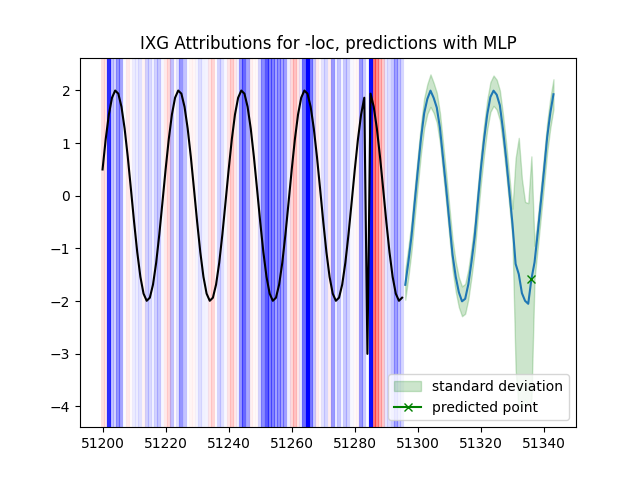 IXG Attributions for -loc, predictions with MLP
2
1
0
−1
−2
−3
−4
standard deviation
predicted point
51200 51220 51240 51260 51280 51300 51320 51340